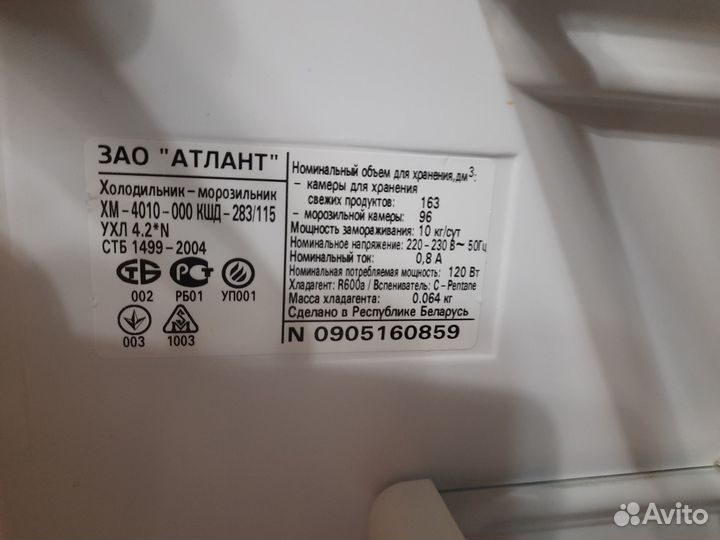 ЗАО "АТЛАНТ"
Холодильник-морозильник
ХМ-4010-000 КШД-283/115
УХЛ 4.2*N
СТБ 1499-2004
002 РБ01 УП001
003 1003
Номинальный объем для хранения, дм³:
- камеры для хранения
свежих продуктов: 163
- морозильной камеры: 96
Мощность замораживания: 10 кг/сут
Номинальное напряжение: 220-230 В~ 50Гц
Номинальный ток: 0,8 А
Номинальная потребляемая мощность: 120 Вт
Хладагент: R600a / Вспениватель: C-Pentane
Масса хладагента: 0.064 кг
Сделано в Республике Беларусь
N 0905160859
Avito